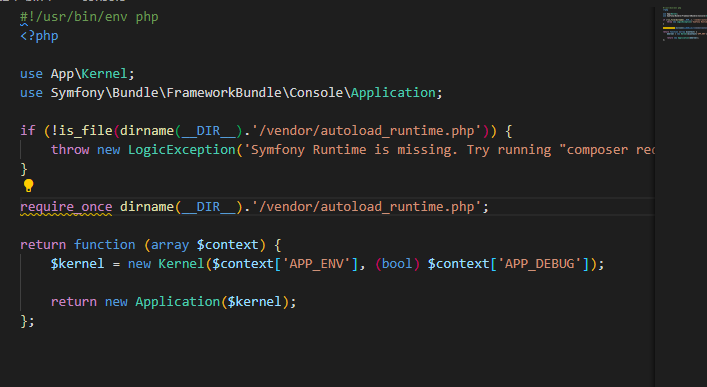 #!/usr/bin/env php
<?php
use App\Kernel;
use Symfony\Bundle\FrameworkBundle\Console\Application;
if (!is_file(dirname(__DIR__).'/vendor/autoload_runtime.php')) {
    throw new LogicException('Symfony Runtime is missing. Try running "composer
}
require_once dirname(__DIR__).'/vendor/autoload_runtime.php';
return function (array $context) {
    $kernel = new Kernel($context['APP_ENV'], (bool) $context['APP_DEBUG']);
    return new Application($kernel);
};